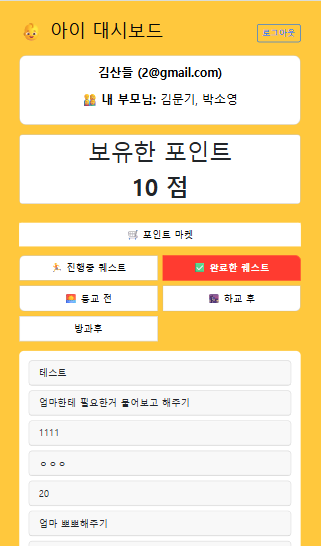 아이 대시보드
로그아웃
김산들 (2@gmail.com)
내 부모님: 김문기, 박소영
보유한 포인트
10 점
포인트 마켓
진행중 퀘스트
완료한 퀘스트
등교 전
하교 후
방과후
테스트
엄마한테 필요한거 물어보고 해주기
1111
ㅇㅇㅇ
20
엄마 뽀뽀해주기